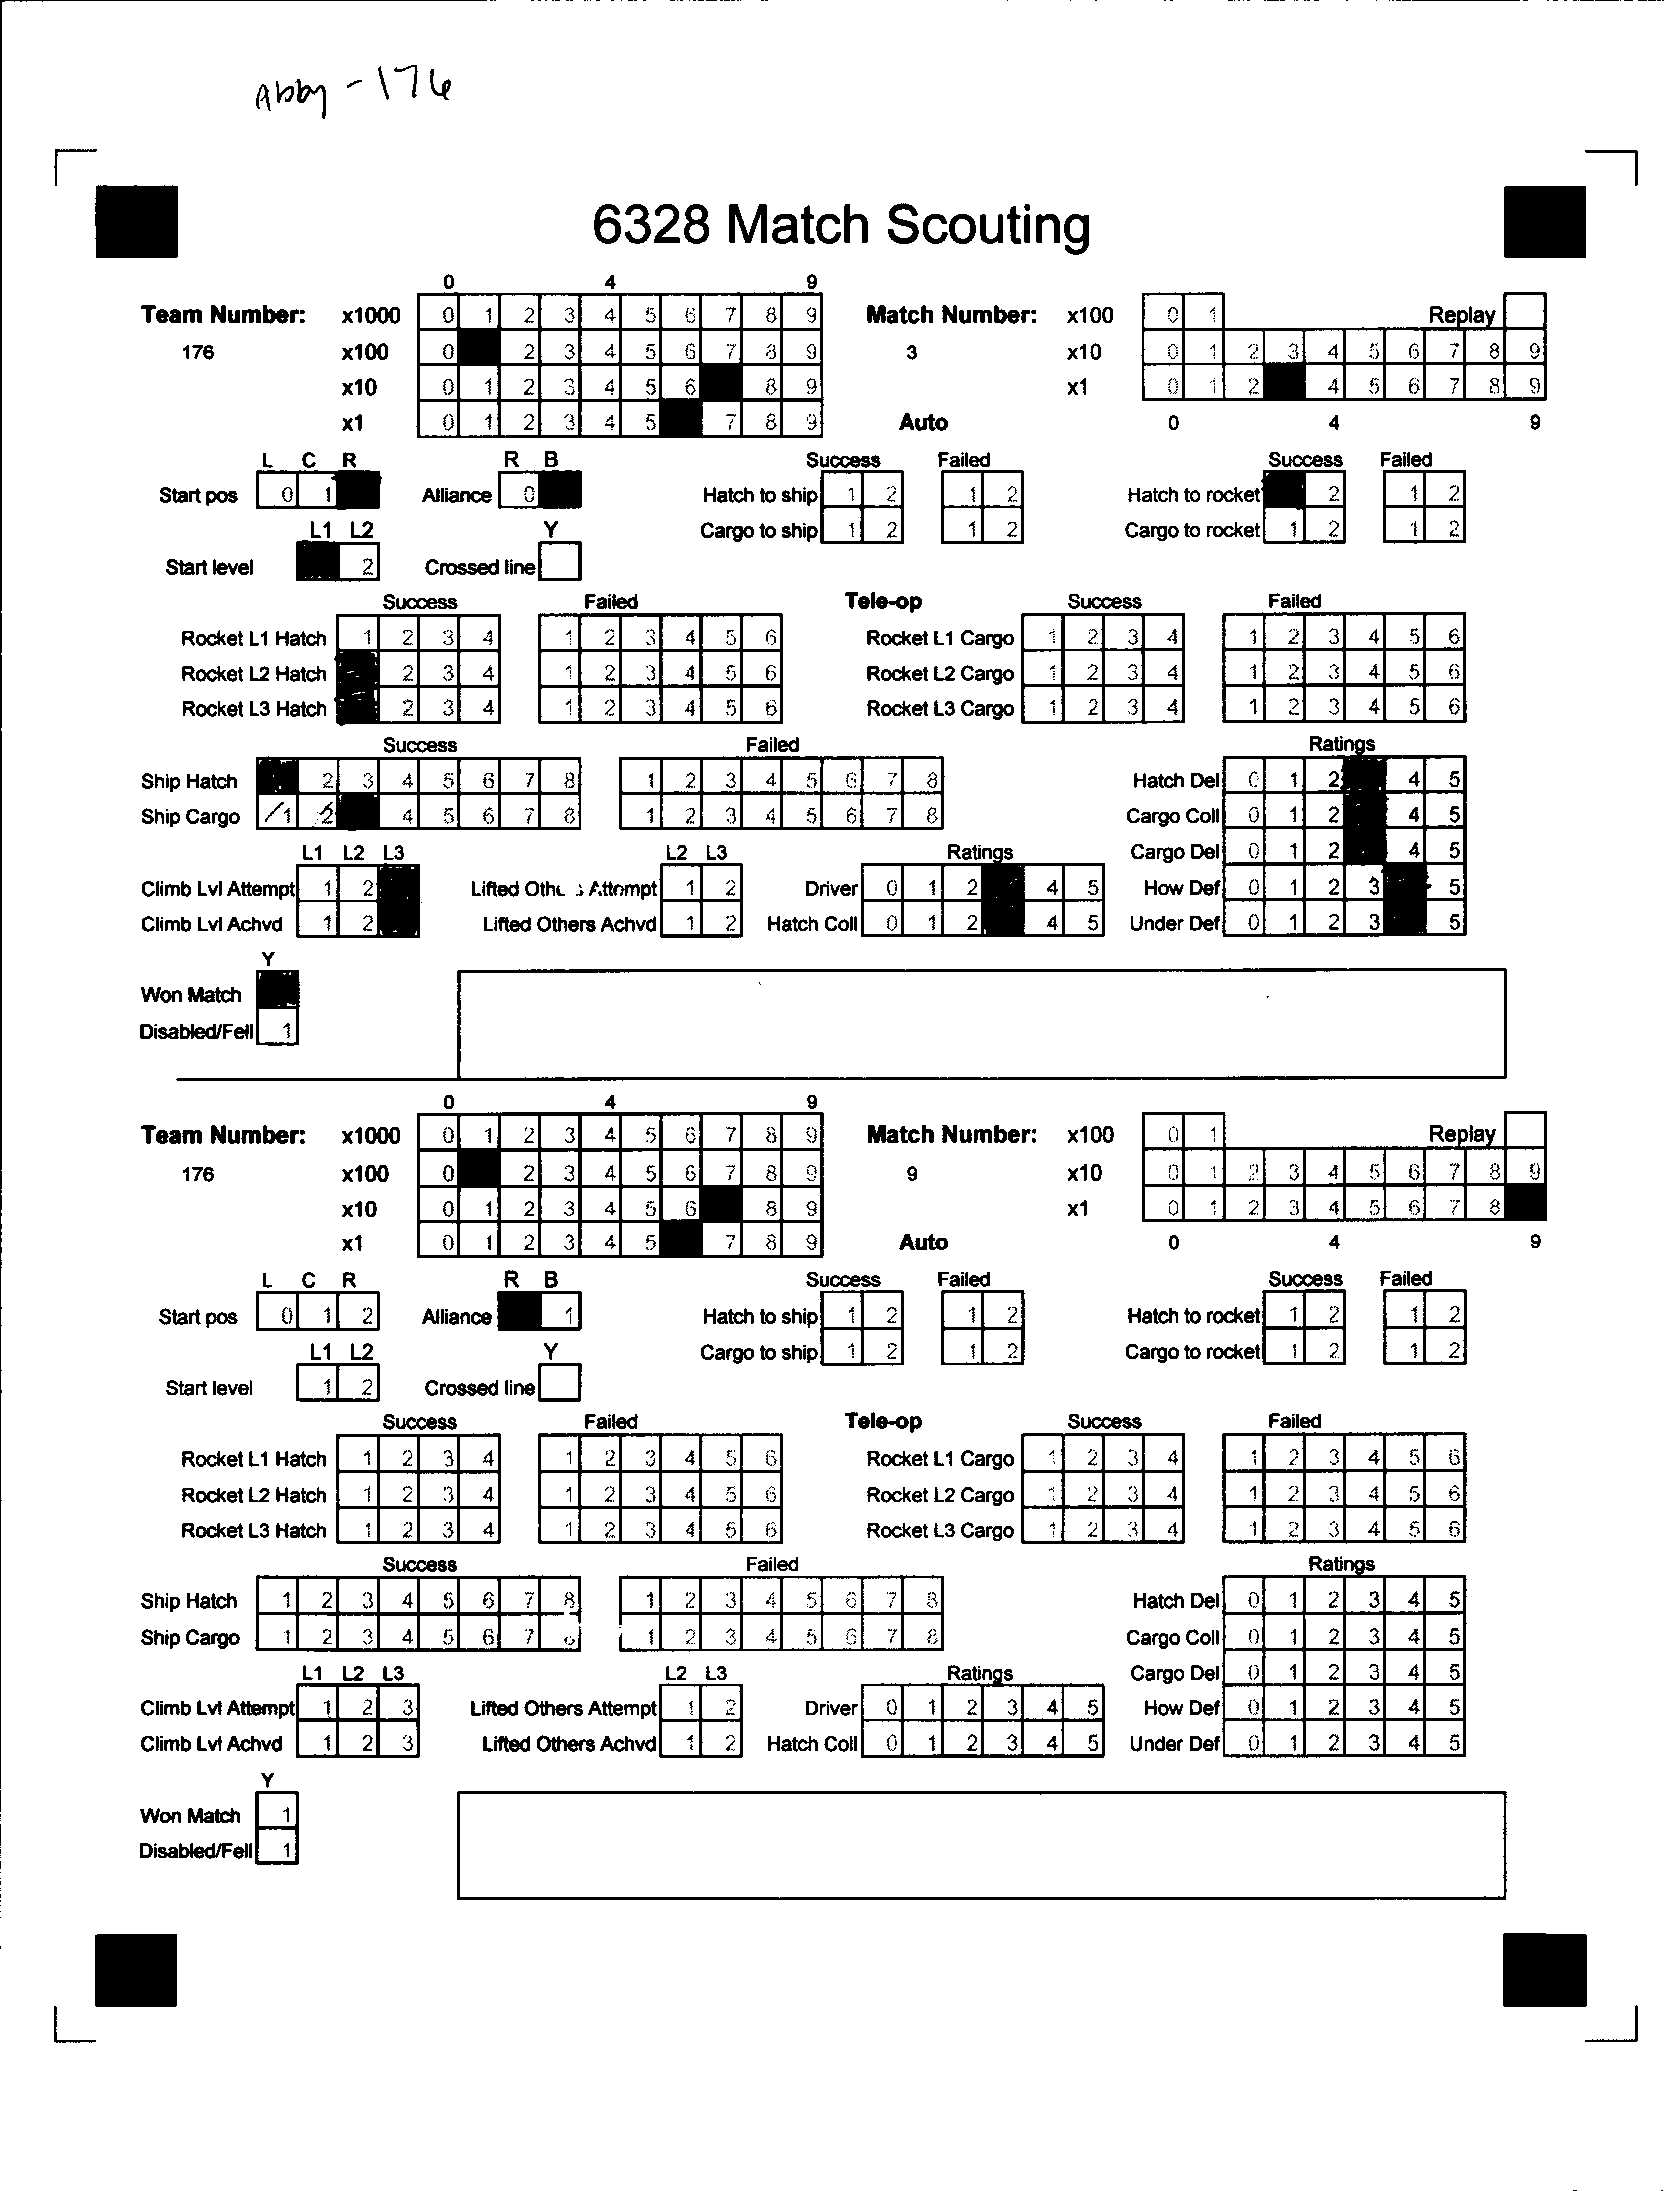 Abby - 176
6328 Match Scouting
0 4 9
Team Number: x1000 0 1 2 3 4 5 6 7 8 9 Match Number: x100 0 1 Replay
176 x100 0 2 3 4 5 6 7 8 9 3 x10 0 1 2 3 4 5 6 7 8 9
x10 0 1 2 3 4 5 6 8 9 x1 0 1 2 4 5 6 7 8 9
x1 0 1 2 3 4 5 7 8 9 Auto 0 4 9
L C R R B Success Failed Success Failed
Start pos 0 1 Alliance 0 Hatch to ship 1 2 1 2 Hatch to rocket 2 1 2
L1 L2 Y Cargo to ship 1 2 1 2 Cargo to rocket 1 2 1 2
Start level 2 Crossed line
Success Failed Tele-op Success Failed
Rocket L1 Hatch 1 2 3 4 1 2 3 4 5 6 Rocket L1 Cargo 1 2 3 4 1 2 3 4 5 6
Rocket L2 Hatch 2 3 4 1 2 3 4 5 6 Rocket L2 Cargo 1 2 3 4 1 2 3 4 5 6
Rocket L3 Hatch 2 3 4 1 2 3 4 5 6 Rocket L3 Cargo 1 2 3 4 1 2 3 4 5 6
Success Failed Ratings
Ship Hatch 2 3 4 5 6 7 8 1 2 3 4 5 6 7 8 Hatch Del 0 1 2 4 5
Ship Cargo 1 2 4 5 6 7 8 1 2 3 4 5 6 7 8 Cargo Coll 0 1 2 4 5
L1 L2 L3 L2 L3 Ratings Cargo Del 0 1 2 4 5
Climb Lvl Attempt 1 2 Lifted Attempt 1 2 Driver 0 1 2 4 5 How Def 0 1 2 3 5
Climb Lvl Achvd 1 2 Lifted Others Achvd 1 2 Hatch Coll 0 1 2 4 5 Under Def 0 1 2 3 5
Y
Won Match
Disabled/Fell 1
0 4 9
Team Number: x1000 0 1 2 3 4 5 6 7 8 9 Match Number: x100 0 1 Replay
176 x100 0 2 3 4 5 6 7 8 9 9 x10 0 1 2 3 4 5 6 7 8 9
x10 0 1 2 3 4 5 6 8 9 x1 0 1 2 3 4 5 6 7 8
x1 0 1 2 3 4 5 7 8 9 Auto 0 4 9
L C R R B Success Failed Success Failed
Start pos 0 1 2 Alliance 1 Hatch to ship 1 2 1 2 Hatch to rocket 1 2 1 2
L1 L2 Y Cargo to ship 1 2 1 2 Cargo to rocket 1 2 1 2
Start level 1 2 Crossed line
Success Failed Tele-op Success Failed
Rocket L1 Hatch 1 2 3 4 1 2 3 4 5 6 Rocket L1 Cargo 1 2 3 4 1 2 3 4 5 6
Rocket L2 Hatch 1 2 3 4 1 2 3 4 5 6 Rocket L2 Cargo 1 2 3 4 1 2 3 4 5 6
Rocket L3 Hatch 1 2 3 4 1 2 3 4 5 6 Rocket L3 Cargo 1 2 3 4 1 2 3 4 5 6
Success Failed Ratings
Ship Hatch 1 2 3 4 5 6 7 8 1 2 3 4 5 6 7 8 Hatch Del 0 1 2 3 4 5
Ship Cargo 1 2 3 4 5 6 7 1 2 3 4 5 6 7 8 Cargo Coll 0 1 2 3 4 5
L1 L2 L3 L2 L3 Ratings Cargo Del 0 1 2 3 4 5
Climb Lvl Attempt 1 2 3 Lifted Others Attempt 1 2 Driver 0 1 2 3 4 5 How Def 0 1 2 3 4 5
Climb Lvl Achvd 1 2 3 Lifted Others Achvd 1 2 Hatch Coll 0 1 2 3 4 5 Under Def 0 1 2 3 4 5
Y
Won Match 1
Disabled/Fell 1